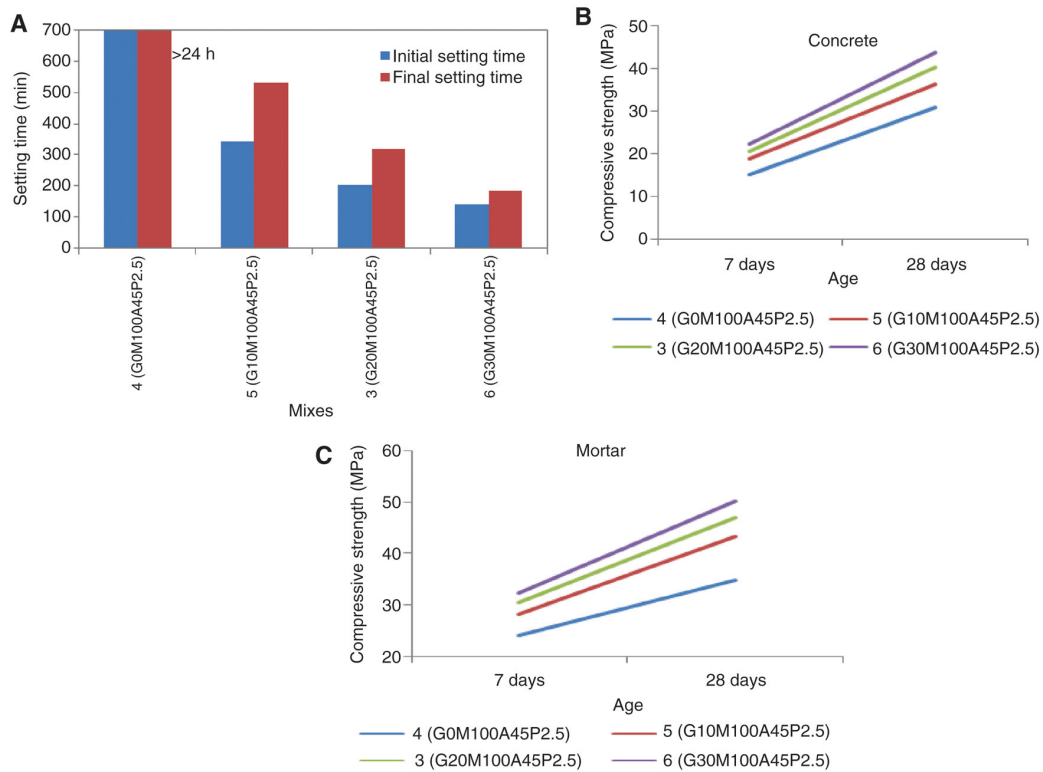 A
Setting time (min)
700
600
500
400
300
200
100
0
>24 h
Initial setting time
Final setting time
4 (G0M100A45P2.5)
5 (G10M100A45P2.5)
3 (G20M100A45P2.5)
6 (G30M100A45P2.5)
Mixes
B
Concrete
Compressive strength (MPa)
50
40
30
20
10
0
7 days
28 days
Age
4 (G0M100A45P2.5)
5 (G10M100A45P2.5)
3 (G20M100A45P2.5)
6 (G30M100A45P2.5)
C
Mortar
Compressive strength (MPa)
60
50
40
30
20
7 days
28 days
Age
4 (G0M100A45P2.5)
5 (G10M100A45P2.5)
3 (G20M100A45P2.5)
6 (G30M100A45P2.5)